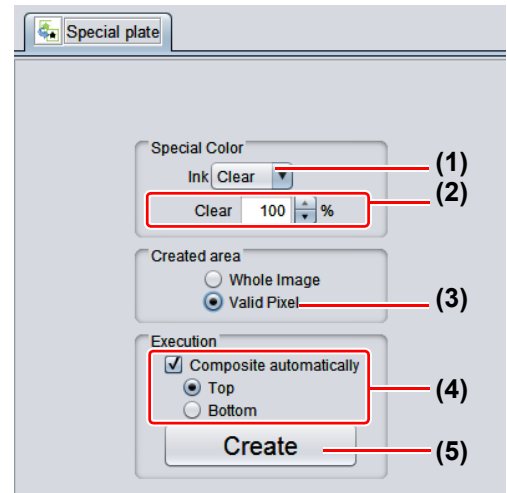 Special plate
Special Color
Ink Clear (1)
Clear 100 % (2)
Created area
Whole Image
Valid Pixel (3)
Execution
Composite automatically
Top (4)
Bottom
Create (5)